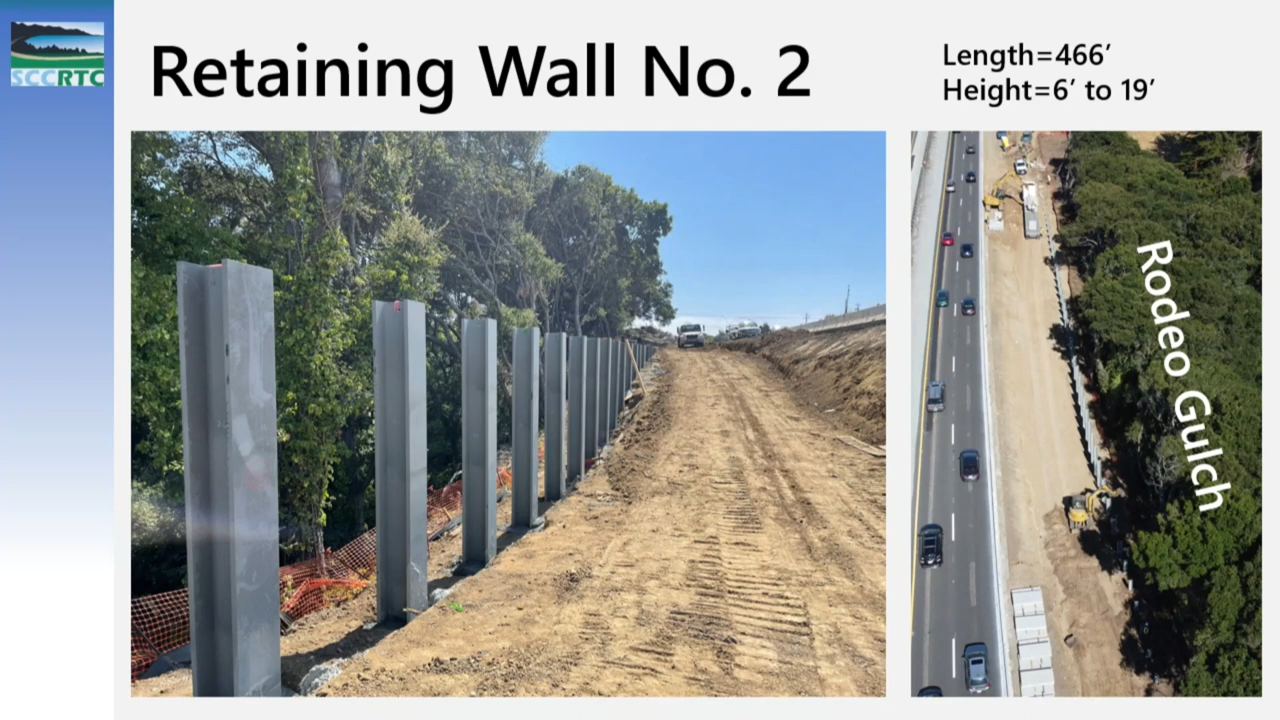 SCCRTC
Retaining Wall No. 2
Length=466’
Height=6’ to 19’
Rodeo Gulch